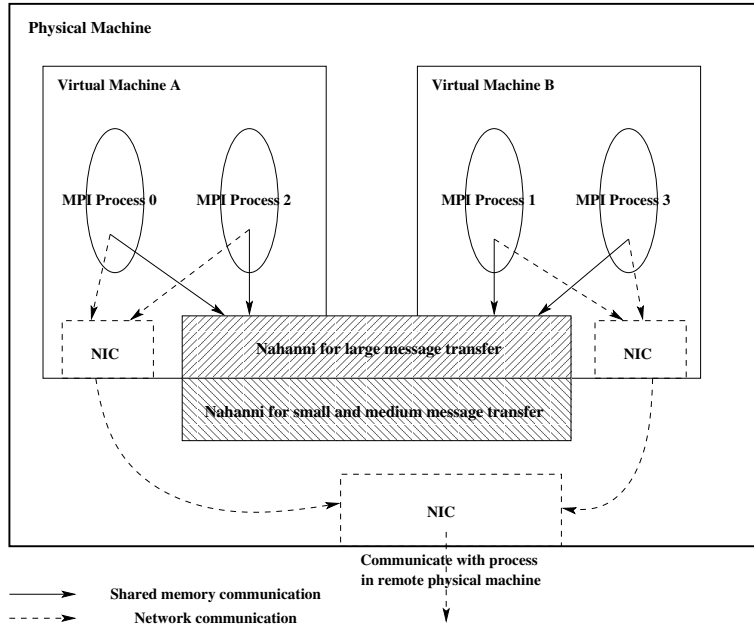 Physical Machine
Virtual Machine A
Virtual Machine B
MPI Process 0
MPI Process 2
MPI Process 1
MPI Process 3
NIC
Nahanni for large message transfer
NIC
Nahanni for small and medium message transfer
NIC
Communicate with process
in remote physical machine
Shared memory communication
Network communication